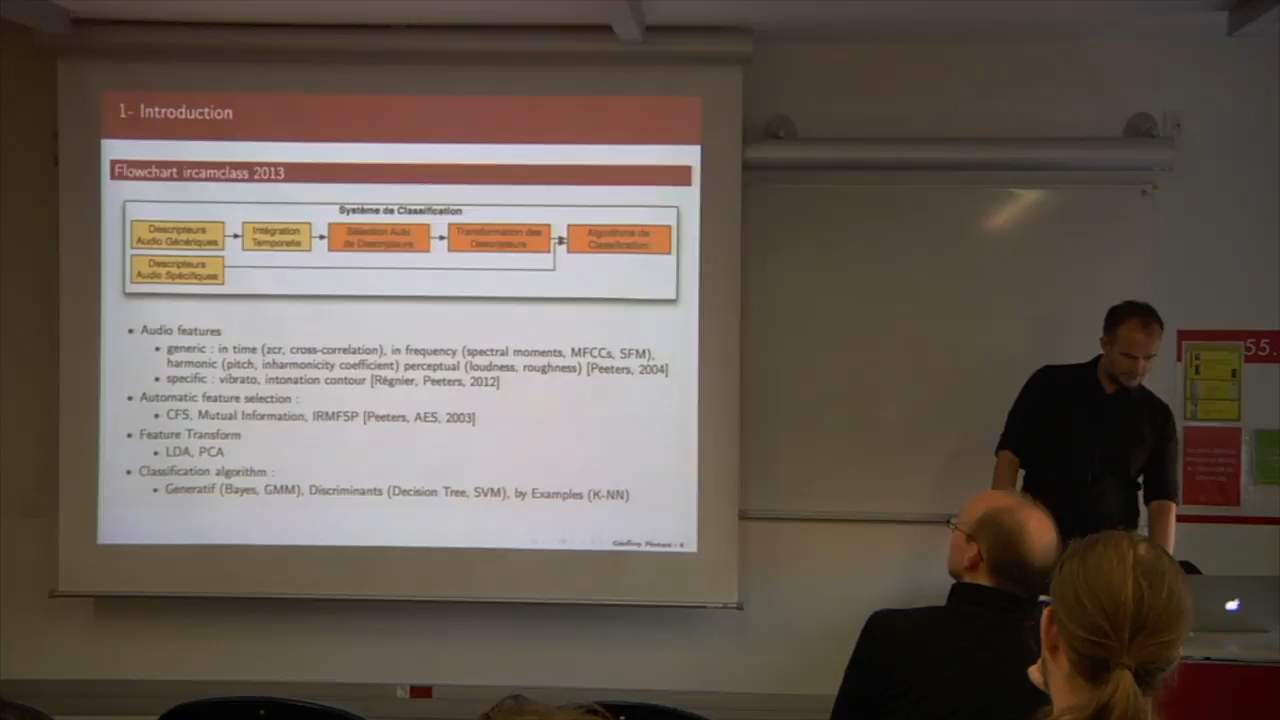 1- Introduction
Flowchart ircamclass 2013
Système de Classification
Descripteurs
Audio Génériques
Intégration
Temporelle
Sélection Auto
de Descripteurs
Transformation des
Descripteurs
Algorithms de
Classification
Descripteurs
Audio Spécifiques
• Audio features
• generic : in time (zcr, cross-correlation), in frequency (spectral moments, MFCCs, SFM),
harmonic (pitch, inharmonicity coefficient) perceptual (loudness, roughness) [Peeters, 2004]
• specific : vibrato, intonation contour [Régnier, Peeters, 2012]
• Automatic feature selection :
• CFS, Mutual Information, IRMFSP [Peeters, AES, 2003]
• Feature Transform
• LDA, PCA
• Classification algorithm :
• Generatif (Bayes, GMM), Discriminants (Decision Tree, SVM), by Examples (K-NN)
Geoffroy Peeters - 4
55.